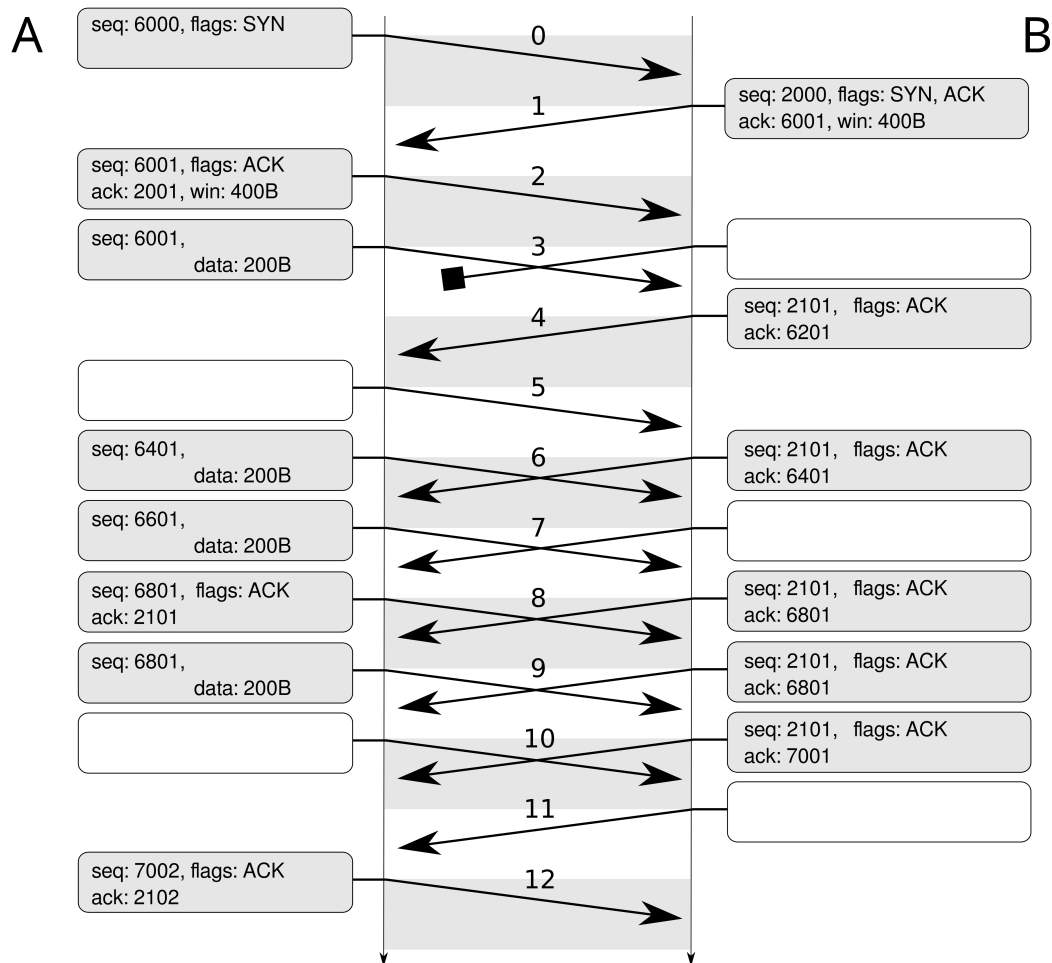 A
B
seq: 6000, flags: SYN
0
1
seq: 2000, flags: SYN, ACK
ack: 6001, win: 400B
seq: 6001, flags: ACK
ack: 2001, win: 400B
2
seq: 6001,
data: 200B
3
4
seq: 2101, flags: ACK
ack: 6201
5
seq: 6401,
data: 200B
6
seq: 2101, flags: ACK
ack: 6401
seq: 6601,
data: 200B
7
seq: 6801, flags: ACK
ack: 2101
8
seq: 2101, flags: ACK
ack: 6801
seq: 6801,
data: 200B
9
seq: 2101, flags: ACK
ack: 6801
10
seq: 2101, flags: ACK
ack: 7001
11
seq: 7002, flags: ACK
ack: 2102
12